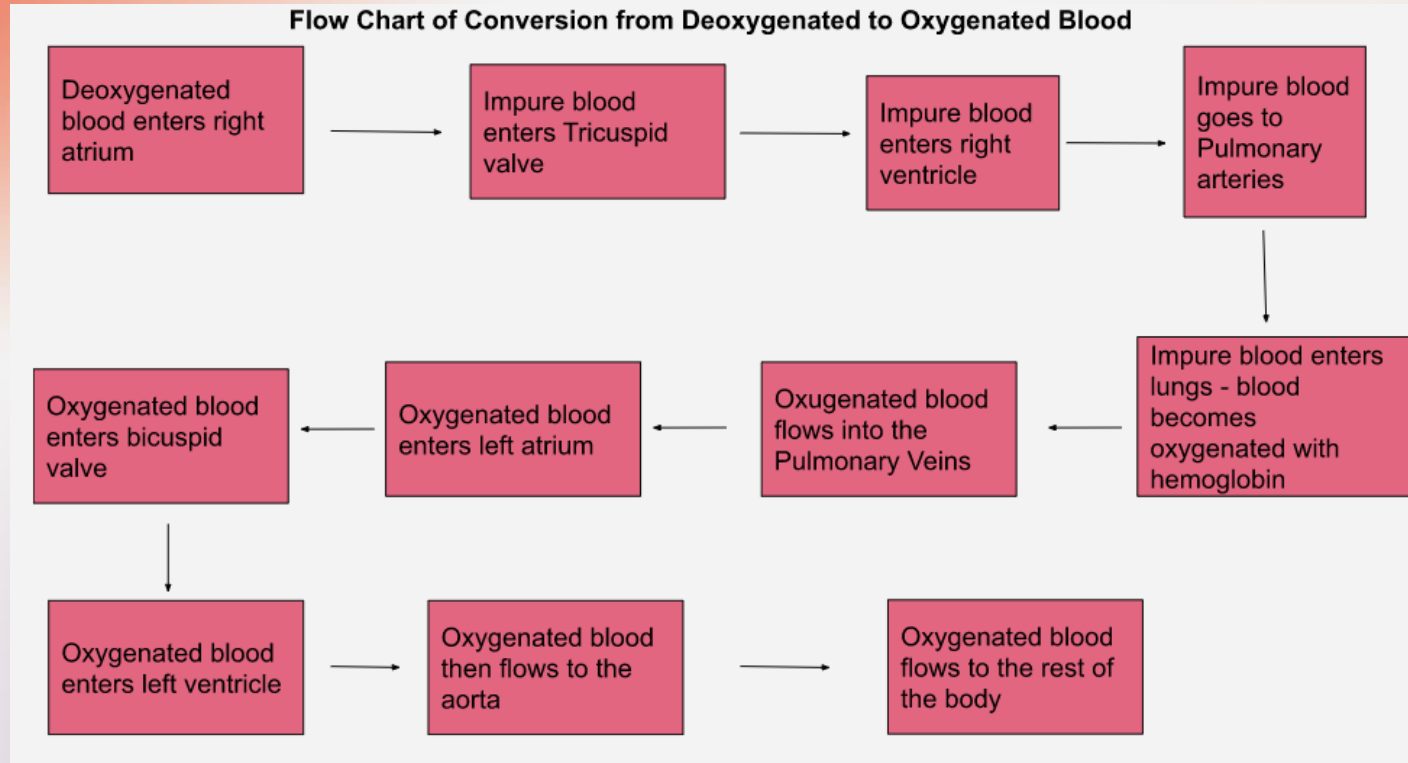 Flow Chart of Conversion from Deoxygenated to Oxygenated Blood
Deoxygenated
blood enters right
atrium
Impure blood
enters Tricuspid
valve
Impure blood
enters right
ventricle
Impure blood
goes to
Pulmonary
arteries
Impure blood enters
lungs - blood
becomes
oxygenated with
hemoglobin
Oxugenated blood
flows into the
Pulmonary Veins
Oxygenated blood
enters left atrium
Oxygenated blood
enters bicuspid
valve
Oxygenated blood
enters left ventricle
Oxygenated blood
then flows to the
aorta
Oxygenated blood
flows to the rest of
the body